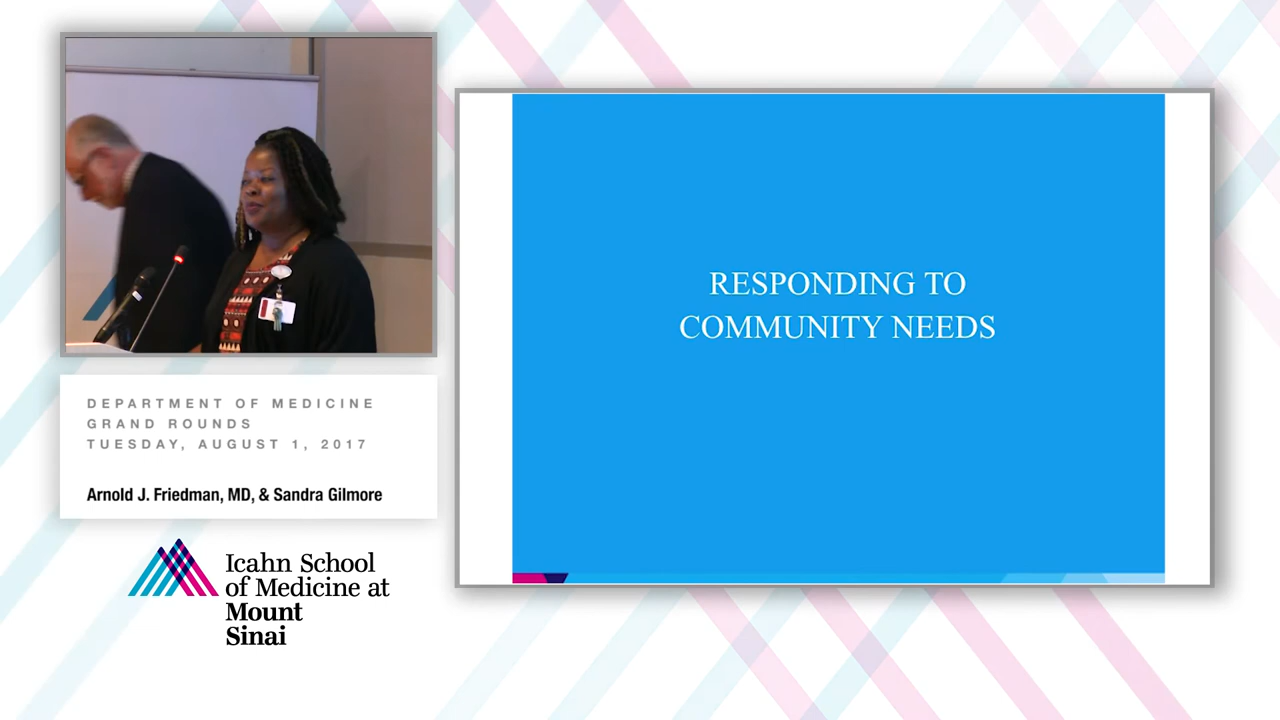 RESPONDING TO
COMMUNITY NEEDS
DEPARTMENT OF MEDICINE
GRAND ROUNDS
TUESDAY, AUGUST 1, 2017
Arnold J. Friedman, MD, & Sandra Gilmore
Icahn School
of Medicine at
Mount
Sinai